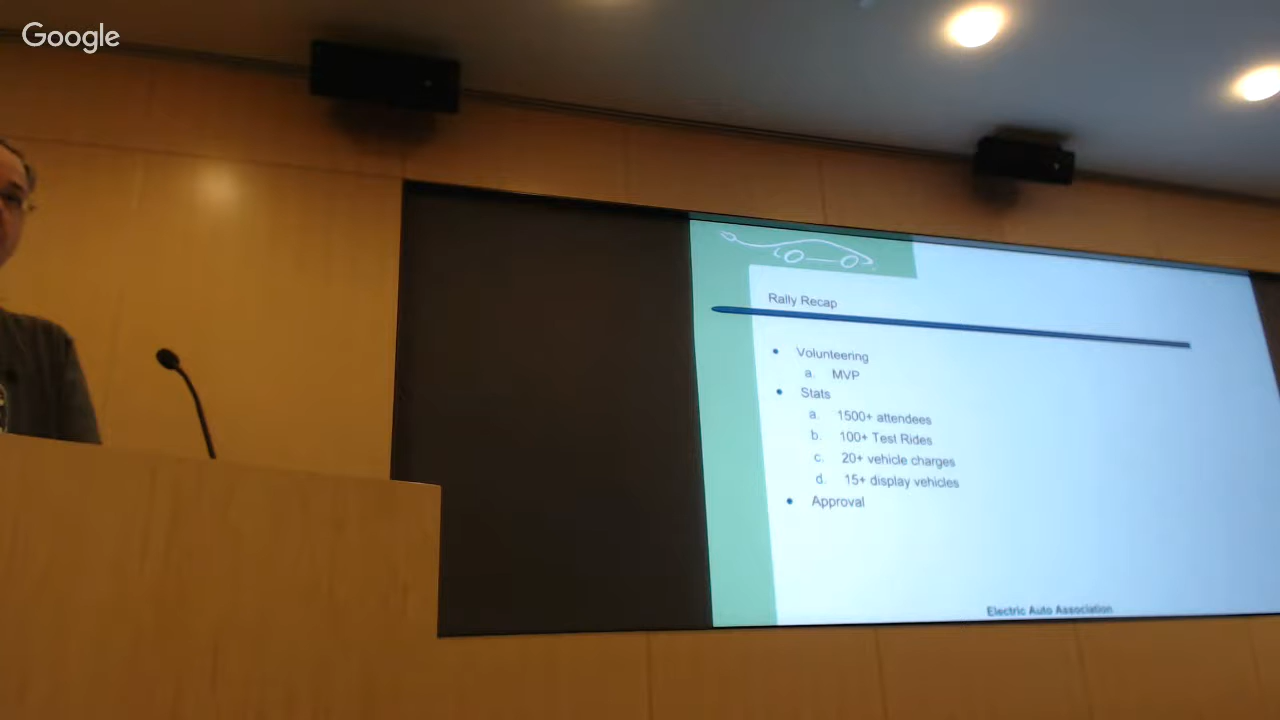 Google
Rally Recap
• Volunteering
a. MVP
• Stats
a. 1500+ attendees
b. 100+ Test Rides
c. 20+ vehicle charges
d. 15+ display vehicles
• Approval
Electric Auto Association